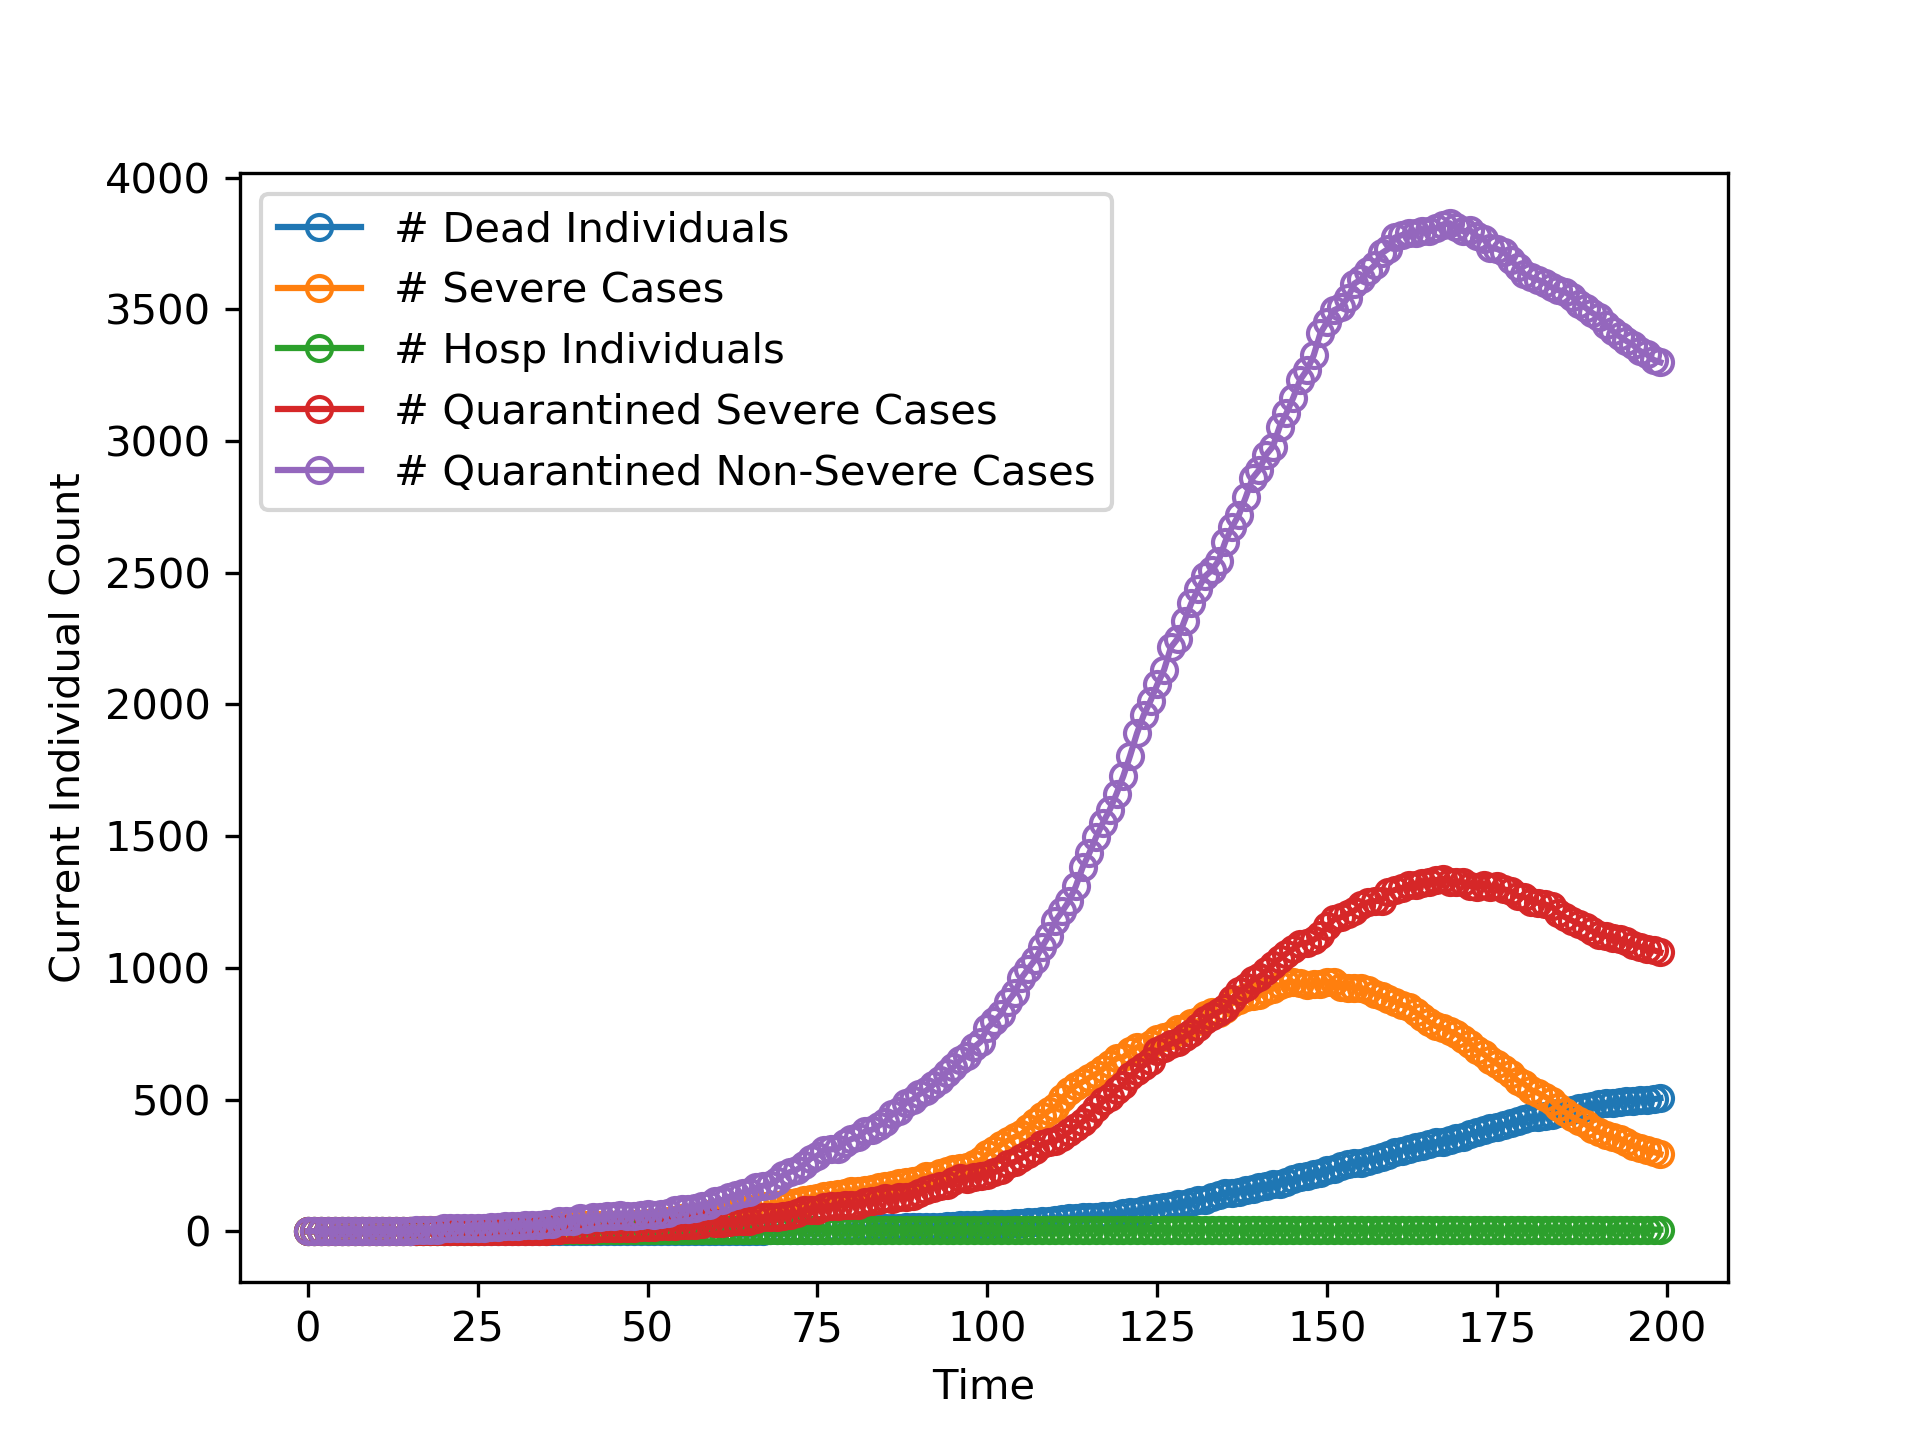 4000
3500
3000
2500
2000
1500
1000
500
0
Current Individual Count
# Dead Individuals
# Severe Cases
# Hosp Individuals
# Quarantined Severe Cases
# Quarantined Non-Severe Cases
0 25 50 75 100 125 150 175 200
Time